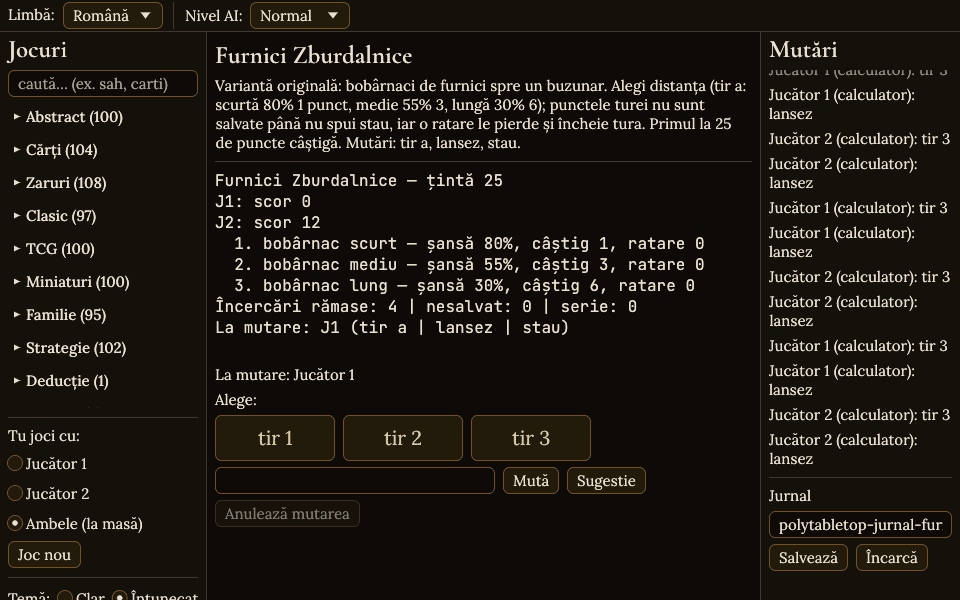 Limbă: Română ▼ Nivel AI: Normal ▼
Jocuri
caută... (ex. sah, carti)
▸ Abstract (100)
▸ Cărți (104)
▸ Zaruri (108)
▸ Clasic (97)
▸ TCG (100)
▸ Miniaturi (100)
▸ Familie (95)
▸ Strategie (102)
▸ Deducție (1)
Tu joci cu:
Jucător 1
Jucător 2
Ambele (la masă)
Joc nou
Temă: Clar Întunecat
Furnici Zburdalnice
Variantă originală: bobârnaci de furnici spre un buzunar. Alegi distanța (tir a:
scurtă 80% 1 punct, medie 55% 3, lungă 30% 6); punctele turei nu sunt
salvate până nu spui stau, iar o ratare le pierde și încheie tura. Primul la 25
de puncte câștigă. Mutări: tir a, lansez, stau.
Furnici Zburdalnice — țintă 25
J1: scor 0
J2: scor 12
1. bobârnac scurt — șansă 80%, câștig 1, ratare 0
2. bobârnac mediu — șansă 55%, câștig 3, ratare 0
3. bobârnac lung — șansă 30%, câștig 6, ratare 0
Încercări rămase: 4 | nesalvat: 0 | serie: 0
La mutare: J1 (tir a | lansez | stau)
La mutare: Jucător 1
Alege:
tir 1 tir 2 tir 3
Mută Sugestie
Anulează mutarea
Mutări
Jucător 1 (calculator): tir 3
Jucător 1 (calculator):
lansez
Jucător 2 (calculator): tir 3
Jucător 2 (calculator):
lansez
Jucător 1 (calculator): tir 3
Jucător 1 (calculator):
lansez
Jucător 2 (calculator): tir 3
Jucător 2 (calculator):
lansez
Jucător 1 (calculator): tir 3
Jucător 1 (calculator):
lansez
Jucător 2 (calculator): tir 3
Jucător 2 (calculator):
lansez
Jurnal
polytabletop-jurnal-fur
Salvează Încarcă